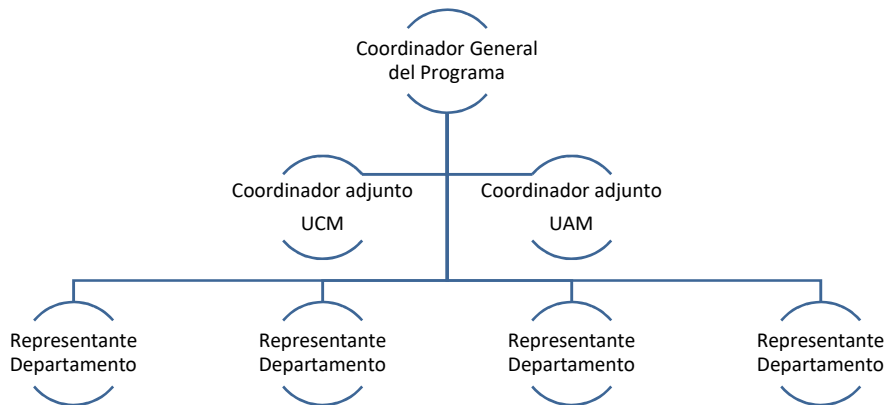 Coordinador General
del Programa
Coordinador adjunto
UCM
Coordinador adjunto
UAM
Representante
Departamento
Representante
Departamento
Representante
Departamento
Representante
Departamento